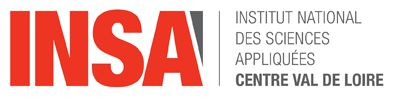 INSA
INSTITUT NATIONAL
DES SCIENCES
APPLIQUÉES
CENTRE VAL DE LOIRE